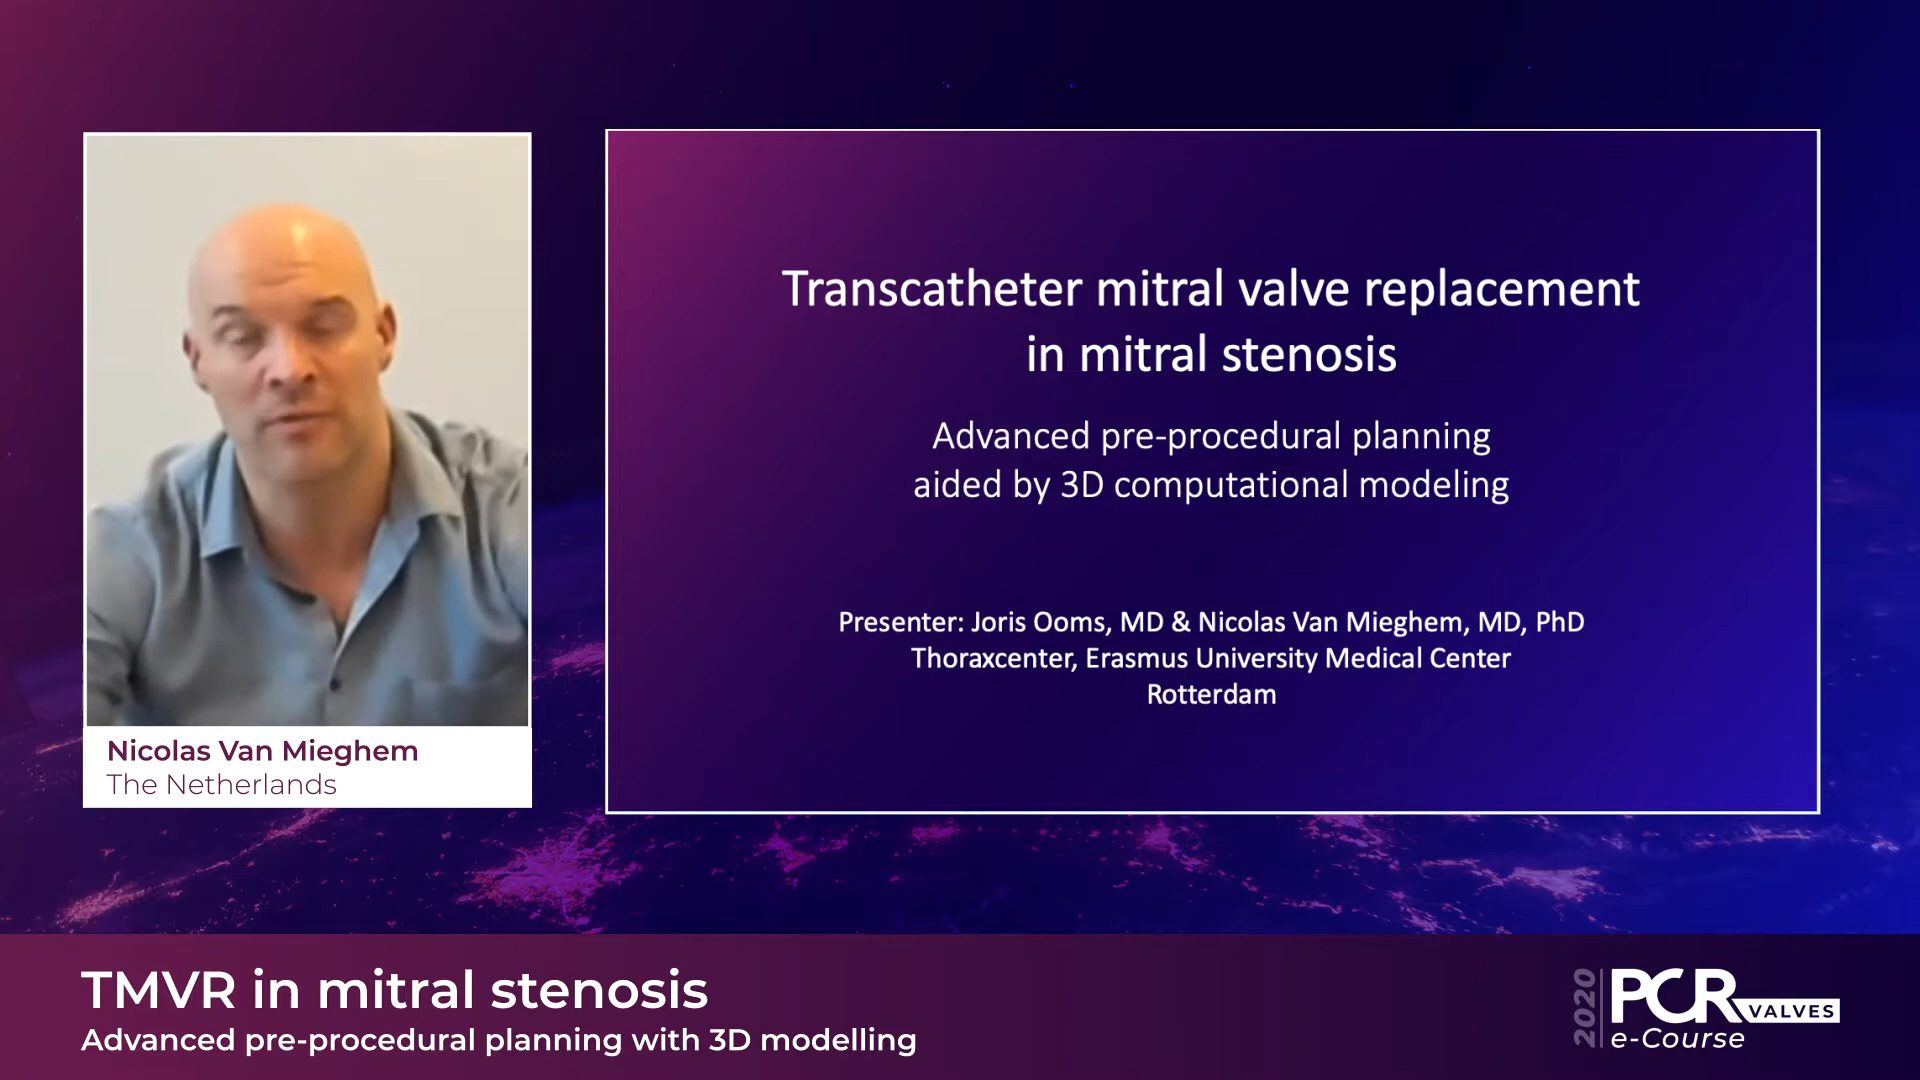 Transcatheter mitral valve replacement
in mitral stenosis
Advanced pre-procedural planning
aided by 3D computational modeling
Presenter: Joris Ooms, MD & Nicolas Van Mieghem, MD, PhD
Thoraxcenter, Erasmus University Medical Center
Rotterdam
Nicolas Van Mieghem
The Netherlands
TMVR in mitral stenosis
Advanced pre-procedural planning with 3D modelling
2020
PCR
VALVES
e-Course